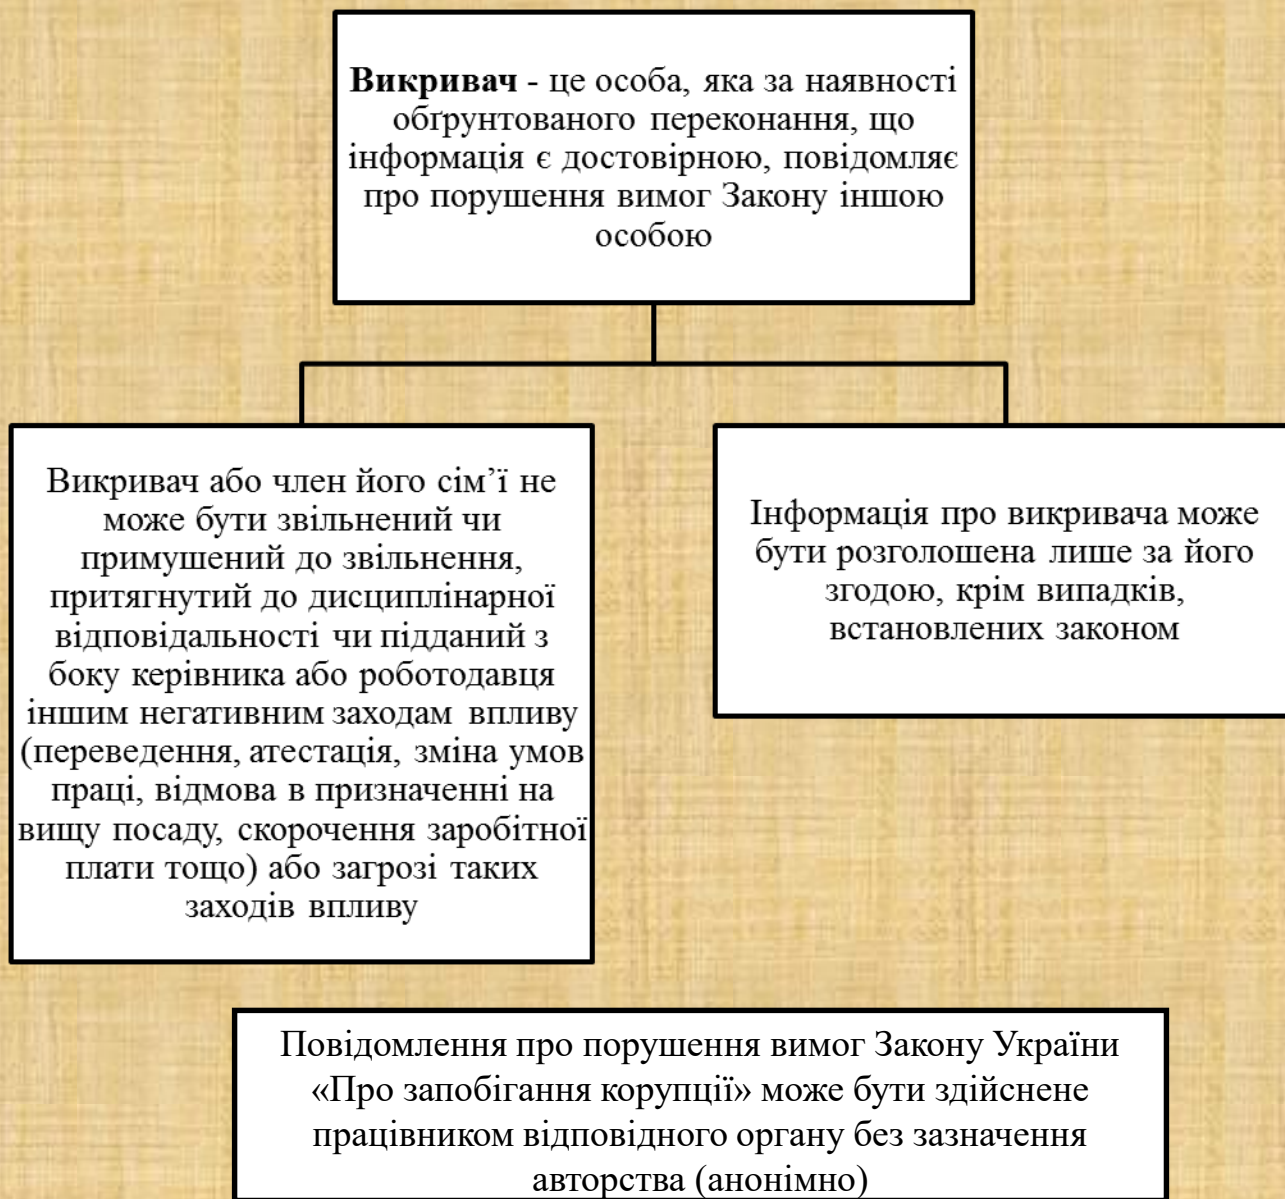 Викривач - це особа, яка за наявності
обґрунтованого переконання, що
інформація є достовірною, повідомляє
про порушення вимог Закону іншою
особою
Викривач або член його сім’ї не
може бути звільнений чи
примушений до звільнення,
притягнутий до дисциплінарної
відповідальності чи підданий з
боку керівника або роботодавця
іншим негативним заходам впливу
(переведення, атестація, зміна умов
праці, відмова в призначенні на
вищу посаду, скорочення заробітної
плати тощо) або загрозі таких
заходів впливу
Інформація про викривача може
бути розголошена лише за його
згодою, крім випадків,
встановлених законом
Повідомлення про порушення вимог Закону України
«Про запобігання корупції» може бути здійснене
працівником відповідного органу без зазначення
авторства (анонімно)